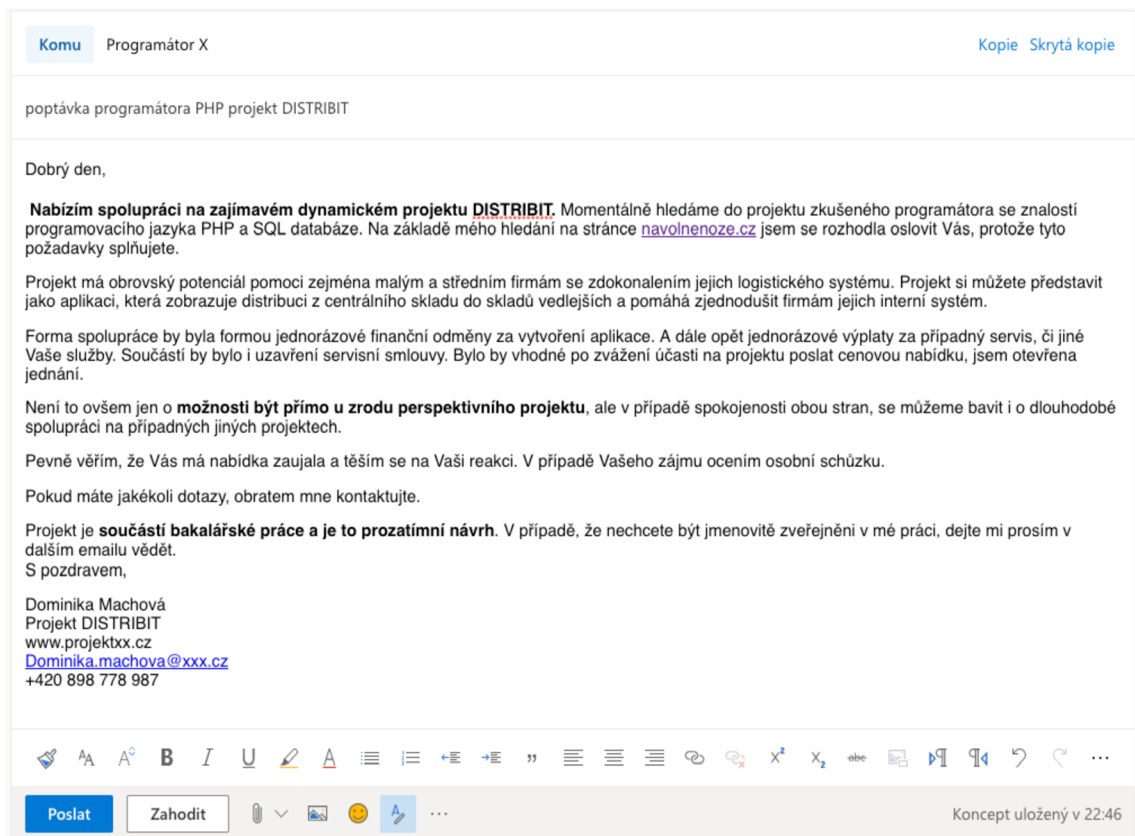 Komu Programátor X Kopie Skrytá kopie
poptávka programátora PHP projekt DISTRIBIT
Dobrý den,
Nabízím spolupráci na zajímavém dynamickém projektu DISTRIBIT. Momentálně hledáme do projektu zkušeného programátora se znalostí
programovacího jazyka PHP a SQL databáze. Na základě mého hledání na stránce navolnenoze.cz jsem se rozhodla oslovit Vás, protože tyto
požadavky splňujete.
Projekt má obrovský potenciál pomoci zejména malým a středním firmám se zdokonalením jejich logistického systému. Projekt si můžete představit
jako aplikaci, která zobrazuje distribuci z centrálního skladu do skladů vedlejších a pomáhá zjednodušit firmám jejich interní systém.
Forma spolupráce by byla formou jednorázové finanční odměny za vytvoření aplikace. A dále opět jednorázové výplaty za případný servis, či jiné
Vaše služby. Součástí by bylo i uzavření servisní smlouvy. Bylo by vhodné po zvážení účasti na projektu poslat cenovou nabídku, jsem otevřena
jednání.
Není to ovšem jen o možnosti být přímo u zrodu perspektivního projektu, ale v případě spokojenosti obou stran, se můžeme bavit i o dlouhodobé
spolupráci na případných jiných projektech.
Pevně věřím, že Vás má nabídka zaujala a těším se na Vaši reakci. V případě Vašeho zájmu ocením osobní schůzku.
Pokud máte jakékoli dotazy, obratem mne kontaktujte.
Projekt je součástí bakalářské práce a je to prozatímní návrh. V případě, že nechcete být jmenovitě zveřejněni v mé práci, dejte mi prosím v
dalším emailu vědět.
S pozdravem,
Dominika Machová
Projekt DISTRIBIT
www.projektxx.cz
Dominika.machova@xxx.cz
+420 898 778 987
Poslat Zahodit Koncept uložený v 22:46